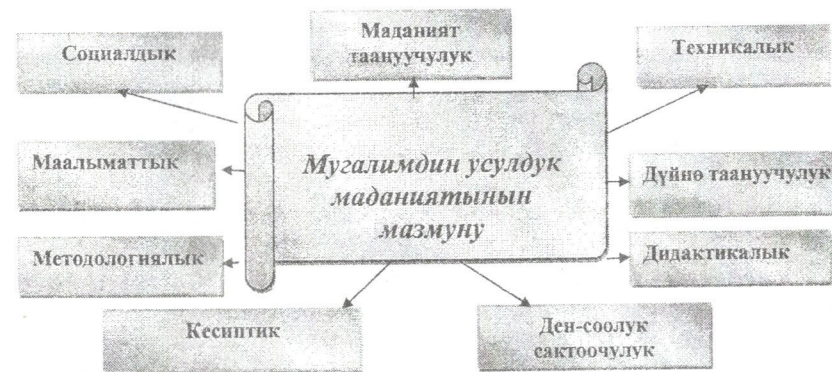 Социалдык
Маданият
таануучулук
Техникалык
Маалыматтык
Мугалимдин усулдук
маданиятынын
мазмуну
Дүйнө таануучулук
Методологиялык
Дидактикалык
Кесиптик
Ден-соолук
сактоочулук